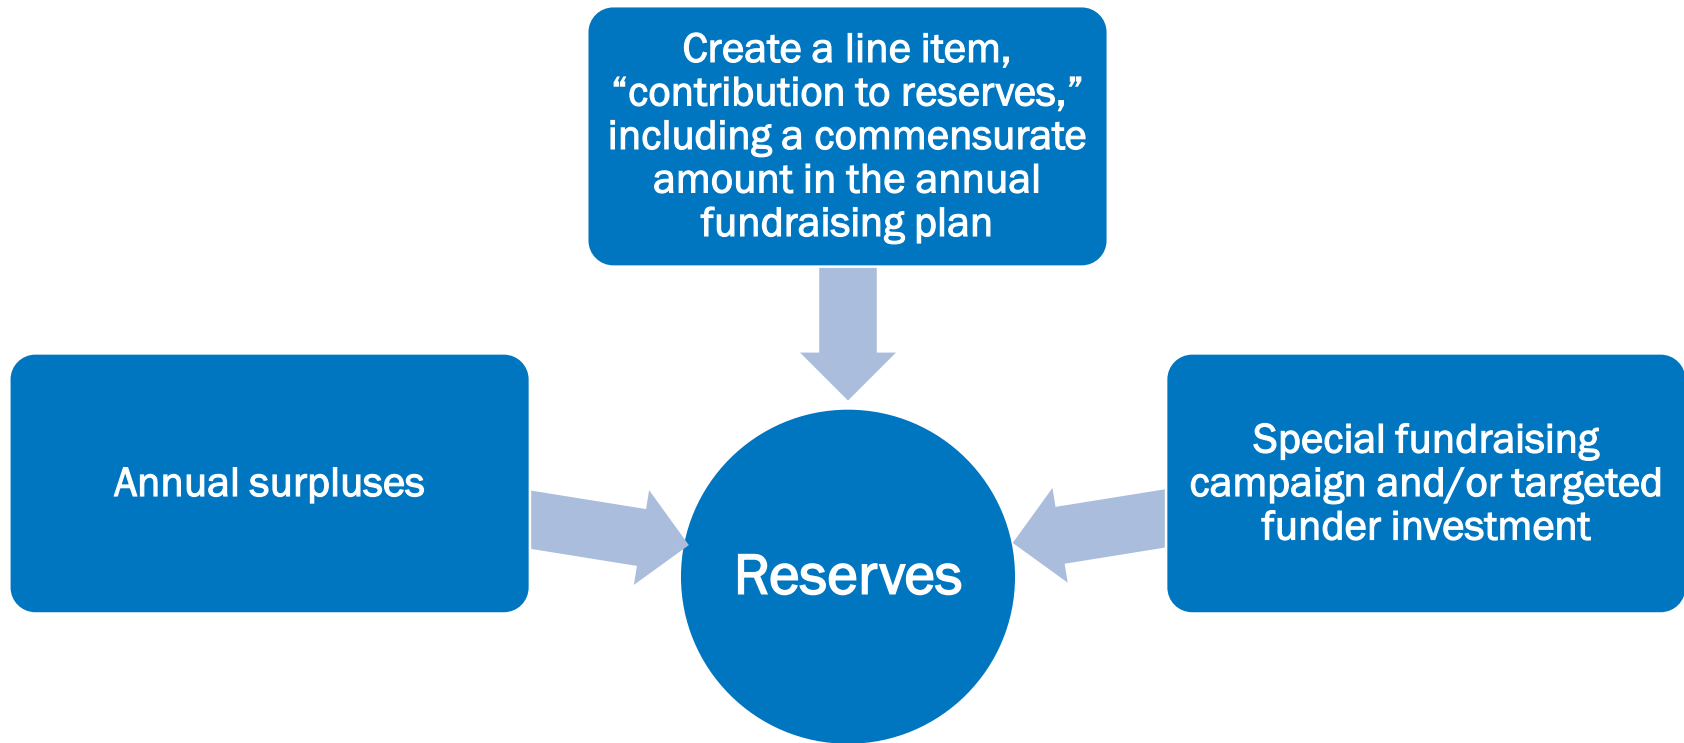 Create a line item,
“contribution to reserves,”
including a commensurate
amount in the annual
fundraising plan
Annual surpluses
Special fundraising
campaign and/or targeted
funder investment
Reserves